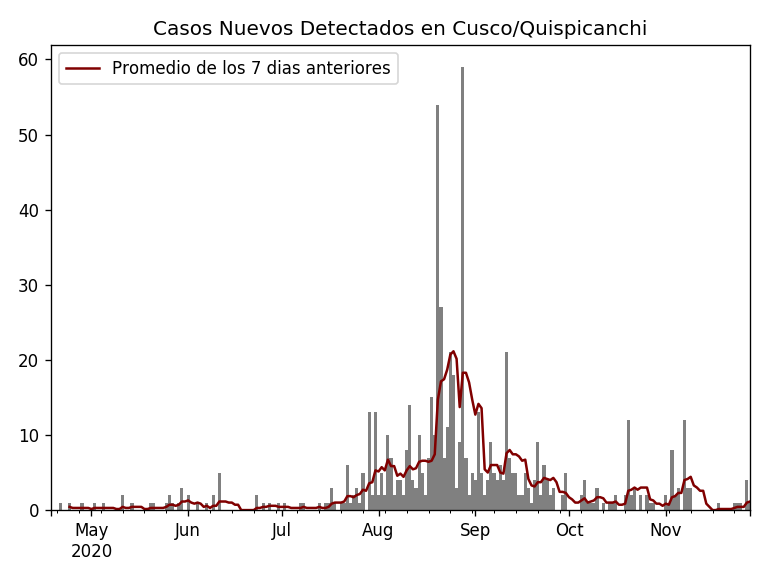 Casos Nuevos Detectados en Cusco/Quispicanchi
Promedio de los 7 dias anteriores
60
50
40
30
20
10
0
May Jun Jul Aug Sep Oct Nov
2020